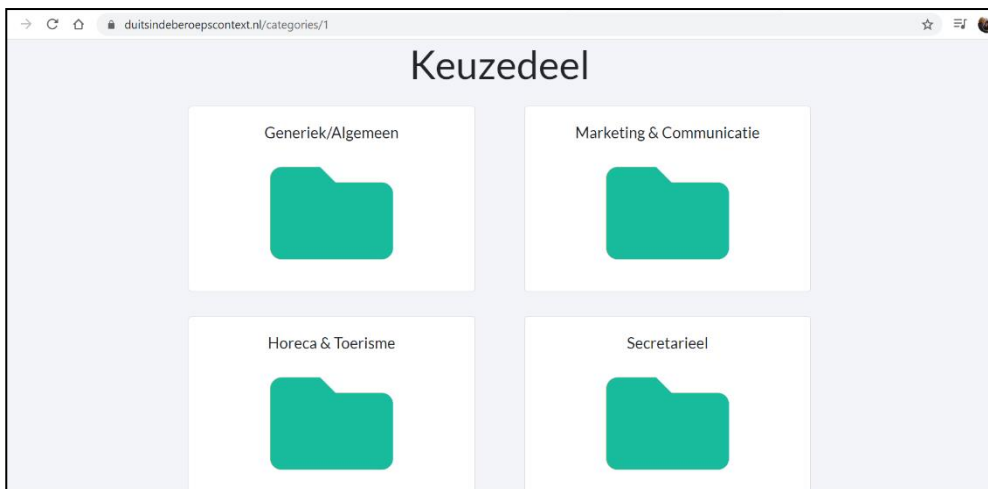 duitsindeberoepscontext.nl/categories/1
Keuzedeel
Generiek/Algemeen
Marketing & Communicatie
Horeca & Toerisme
Secretarieel